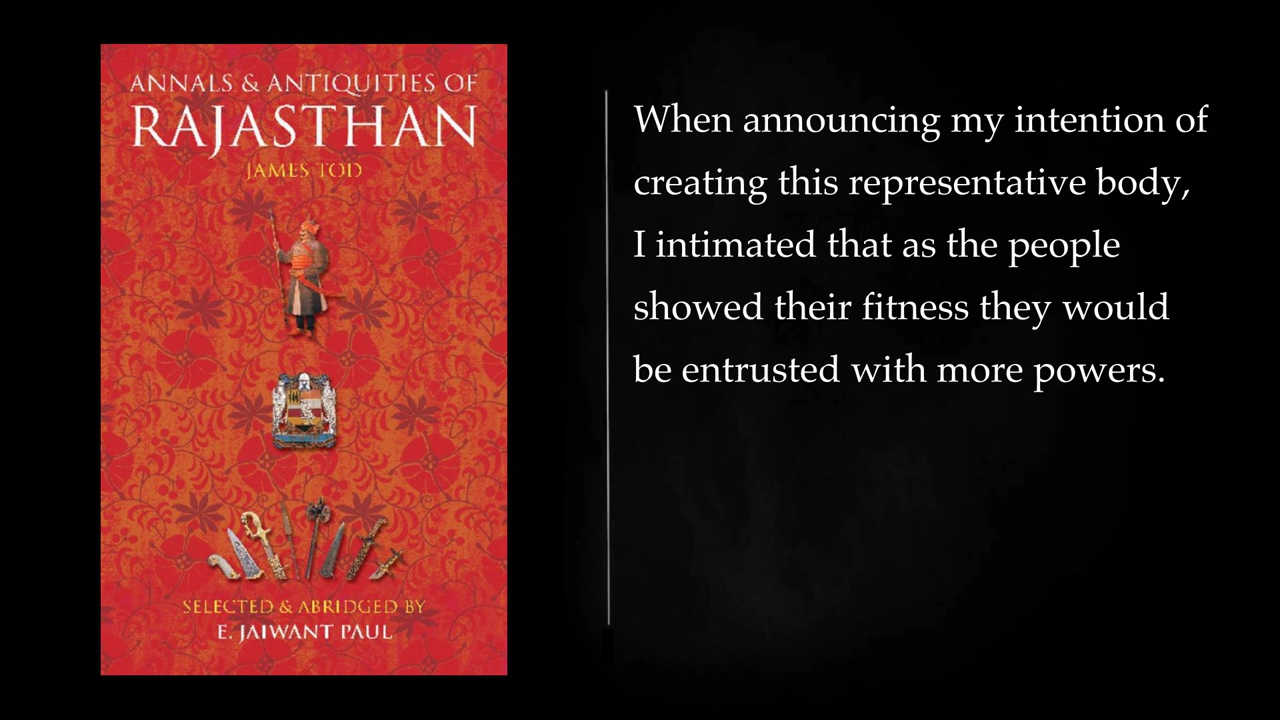 ANNALS & ANTIQUITIES OF
RAJASTHAN
JAMES TOD
SELECTED & ABRIDGED BY
E. JAIWANT PAUL
When announcing my intention of
creating this representative body,
I intimated that as the people
showed their fitness they would
be entrusted with more powers.